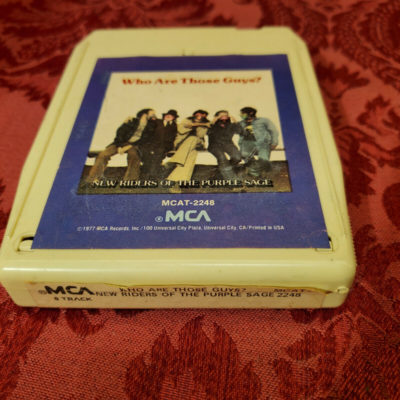 Who Are Those Guys?
NEW RIDERS OF THE PURPLE SAGE
MCAT-2248
® MCA
©1977 MCA Records, Inc./100 Universal City Plaza, Universal City, CA/Printed in USA
®MCA WHO ARE THOSE GUYS? MCAT-
8 TRACK NEW RIDERS OF THE PURPLE SAGE 2248